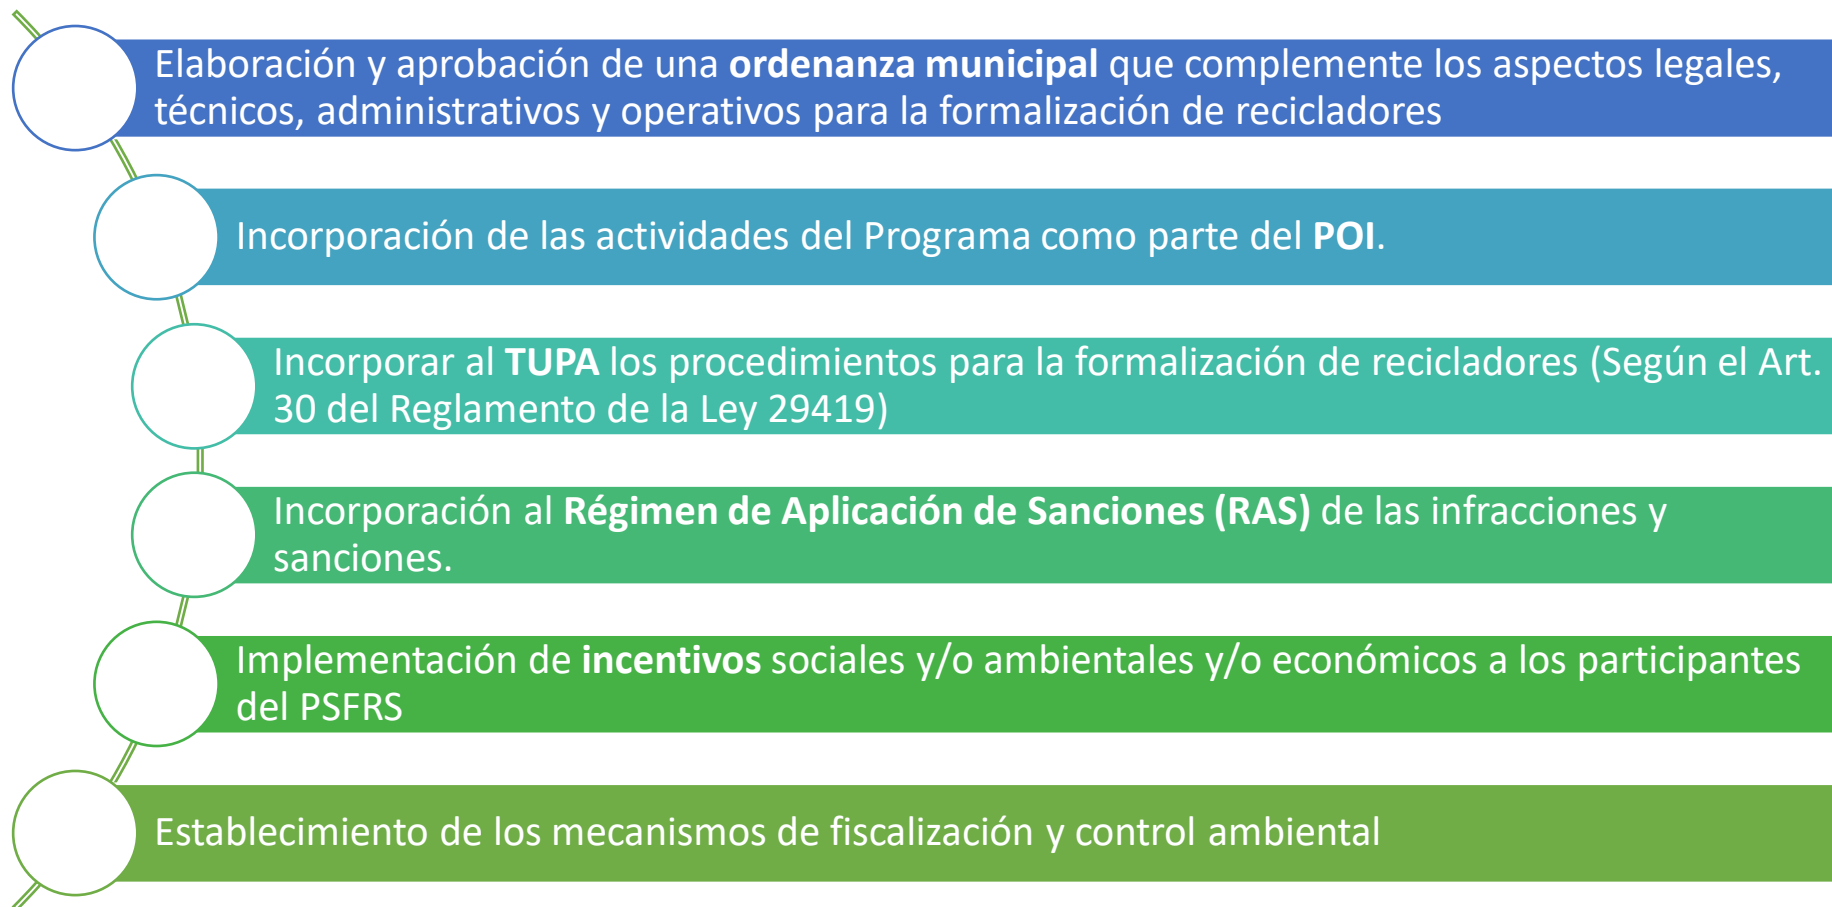 Elaboración y aprobación de una ordenanza municipal que complemente los aspectos legales,
técnicos, administrativos y operativos para la formalización de recicladores
Incorporación de las actividades del Programa como parte del POI.
Incorporar al TUPA los procedimientos para la formalización de recicladores (Según el Art.
30 del Reglamento de la Ley 29419)
Incorporación al Régimen de Aplicación de Sanciones (RAS) de las infracciones y
sanciones.
Implementación de incentivos sociales y/o ambientales y/o económicos a los participantes
del PSFRS
Establecimiento de los mecanismos de fiscalización y control ambiental